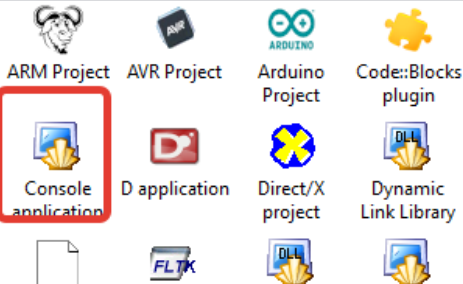 AVR
ARDUINO
ARM Project
AVR Project
Arduino
Project
Code::Blocks
plugin
D
DLL
Console
application
D application
Direct/X
project
Dynamic
Link Library
FLTK
DLL